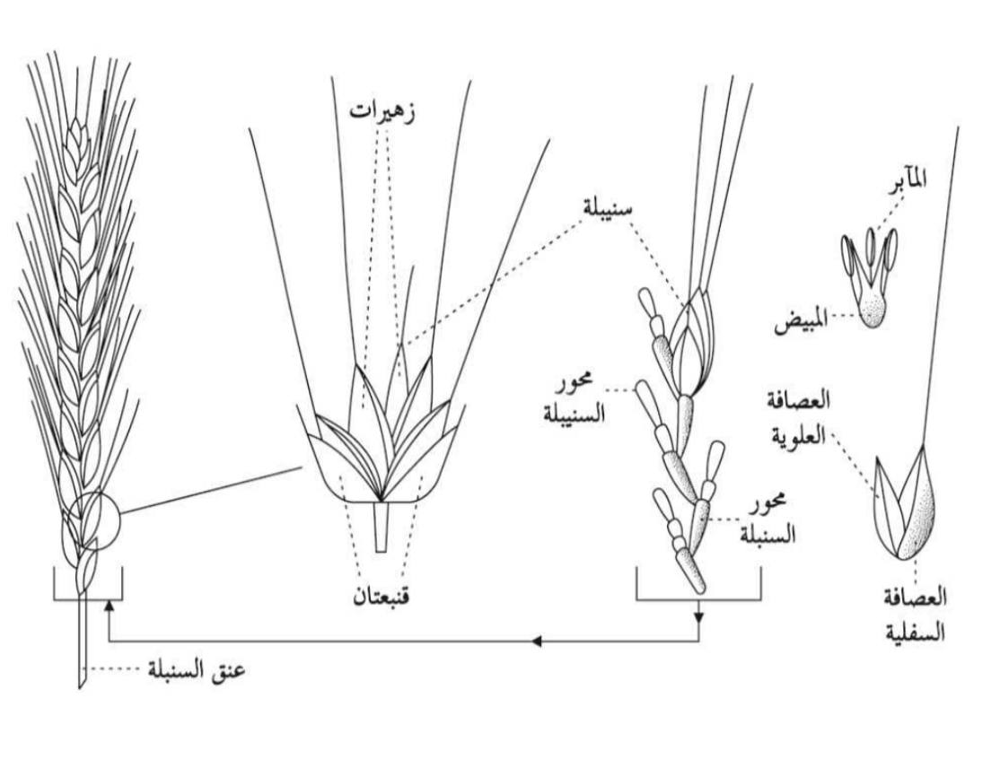 زهيرات
سنيبلة
المآبر
المبيض
محور
السنيبلة
العصافة
العلوية
محور
السنبلة
قنبعتان
العصافة
السفلية
عنق السنبلة